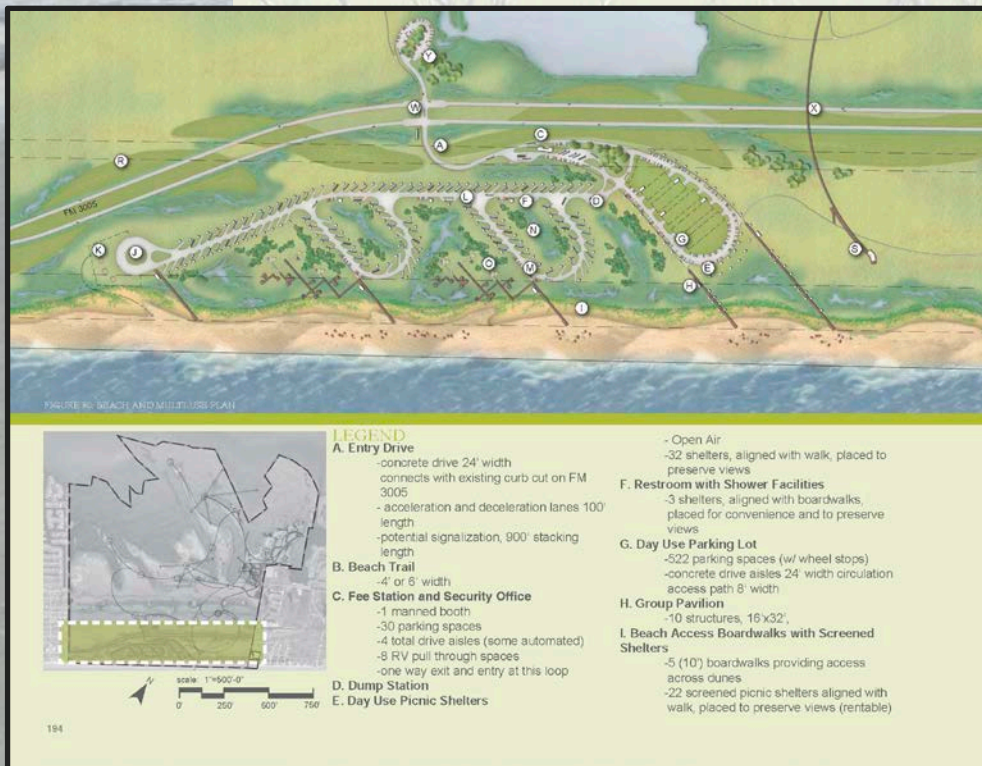 Y
W
X
C
A
R
FM 3005
L
F
D
N
K
J
G
S
O
M
E
H
I
FIGURE 80: BEACH AND MULTI-USE PLAN
LEGEND
A. Entry Drive
-concrete drive 24' width
connects with existing curb cut on FM
3005
- acceleration and deceleration lanes 100'
length
-potential signalization, 900' stacking
length
B. Beach Trail
-4' or 6' width
C. Fee Station and Security Office
-1 manned booth
-30 parking spaces
-4 total drive aisles (some automated)
-8 RV pull through spaces
-one way exit and entry at this loop
D. Dump Station
E. Day Use Picnic Shelters
- Open Air
-32 shelters, aligned with walk, placed to
preserve views
F. Restroom with Shower Facilities
-3 shelters, aligned with boardwalks,
placed for convenience and to preserve
views
G. Day Use Parking Lot
-522 parking spaces (w/ wheel stops)
-concrete drive aisles 24' width circulation
access path 8' width
H. Group Pavilion
-10 structures, 16'x32',
I. Beach Access Boardwalks with Screened
Shelters
-5 (10') boardwalks providing access
across dunes
-22 screened picnic shelters aligned with
walk, placed to preserve views (rentable)
N
scale: 1"=500'-0"
0 250' 500' 750'
194